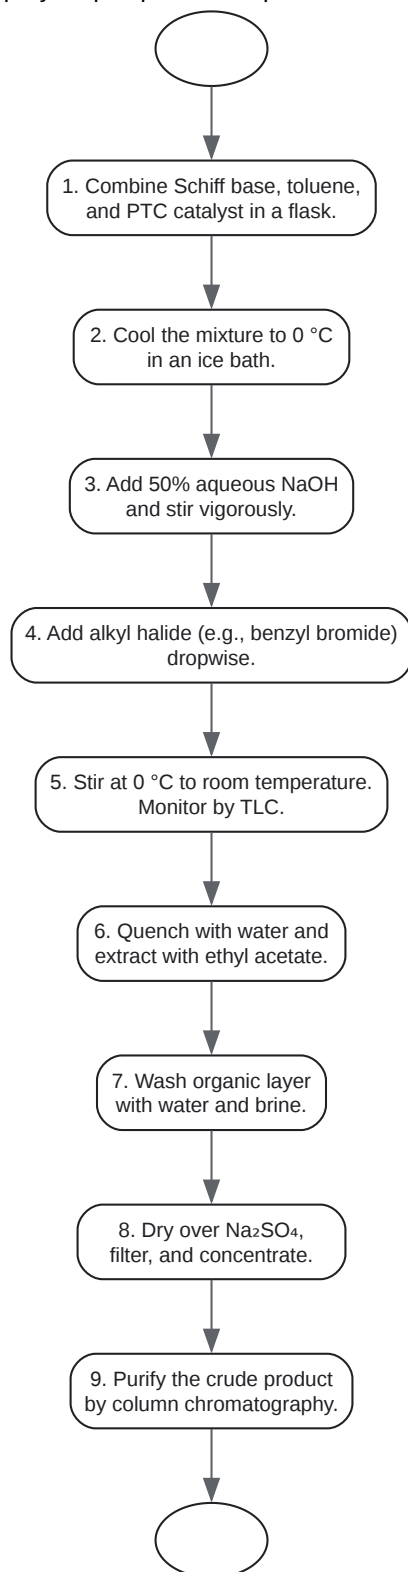 1. Combine Schiff base, toluene,
and PTC catalyst in a flask.
2. Cool the mixture to 0 °C
in an ice bath.
3. Add 50% aqueous NaOH
and stir vigorously.
4. Add alkyl halide (e.g., benzyl bromide)
dropwise.
5. Stir at 0 °C to room temperature.
Monitor by TLC.
6. Quench with water and
extract with ethyl acetate.
7. Wash organic layer
with water and brine.
8. Dry over Na₂SO₄,
filter, and concentrate.
9. Purify the crude product
by column chromatography.